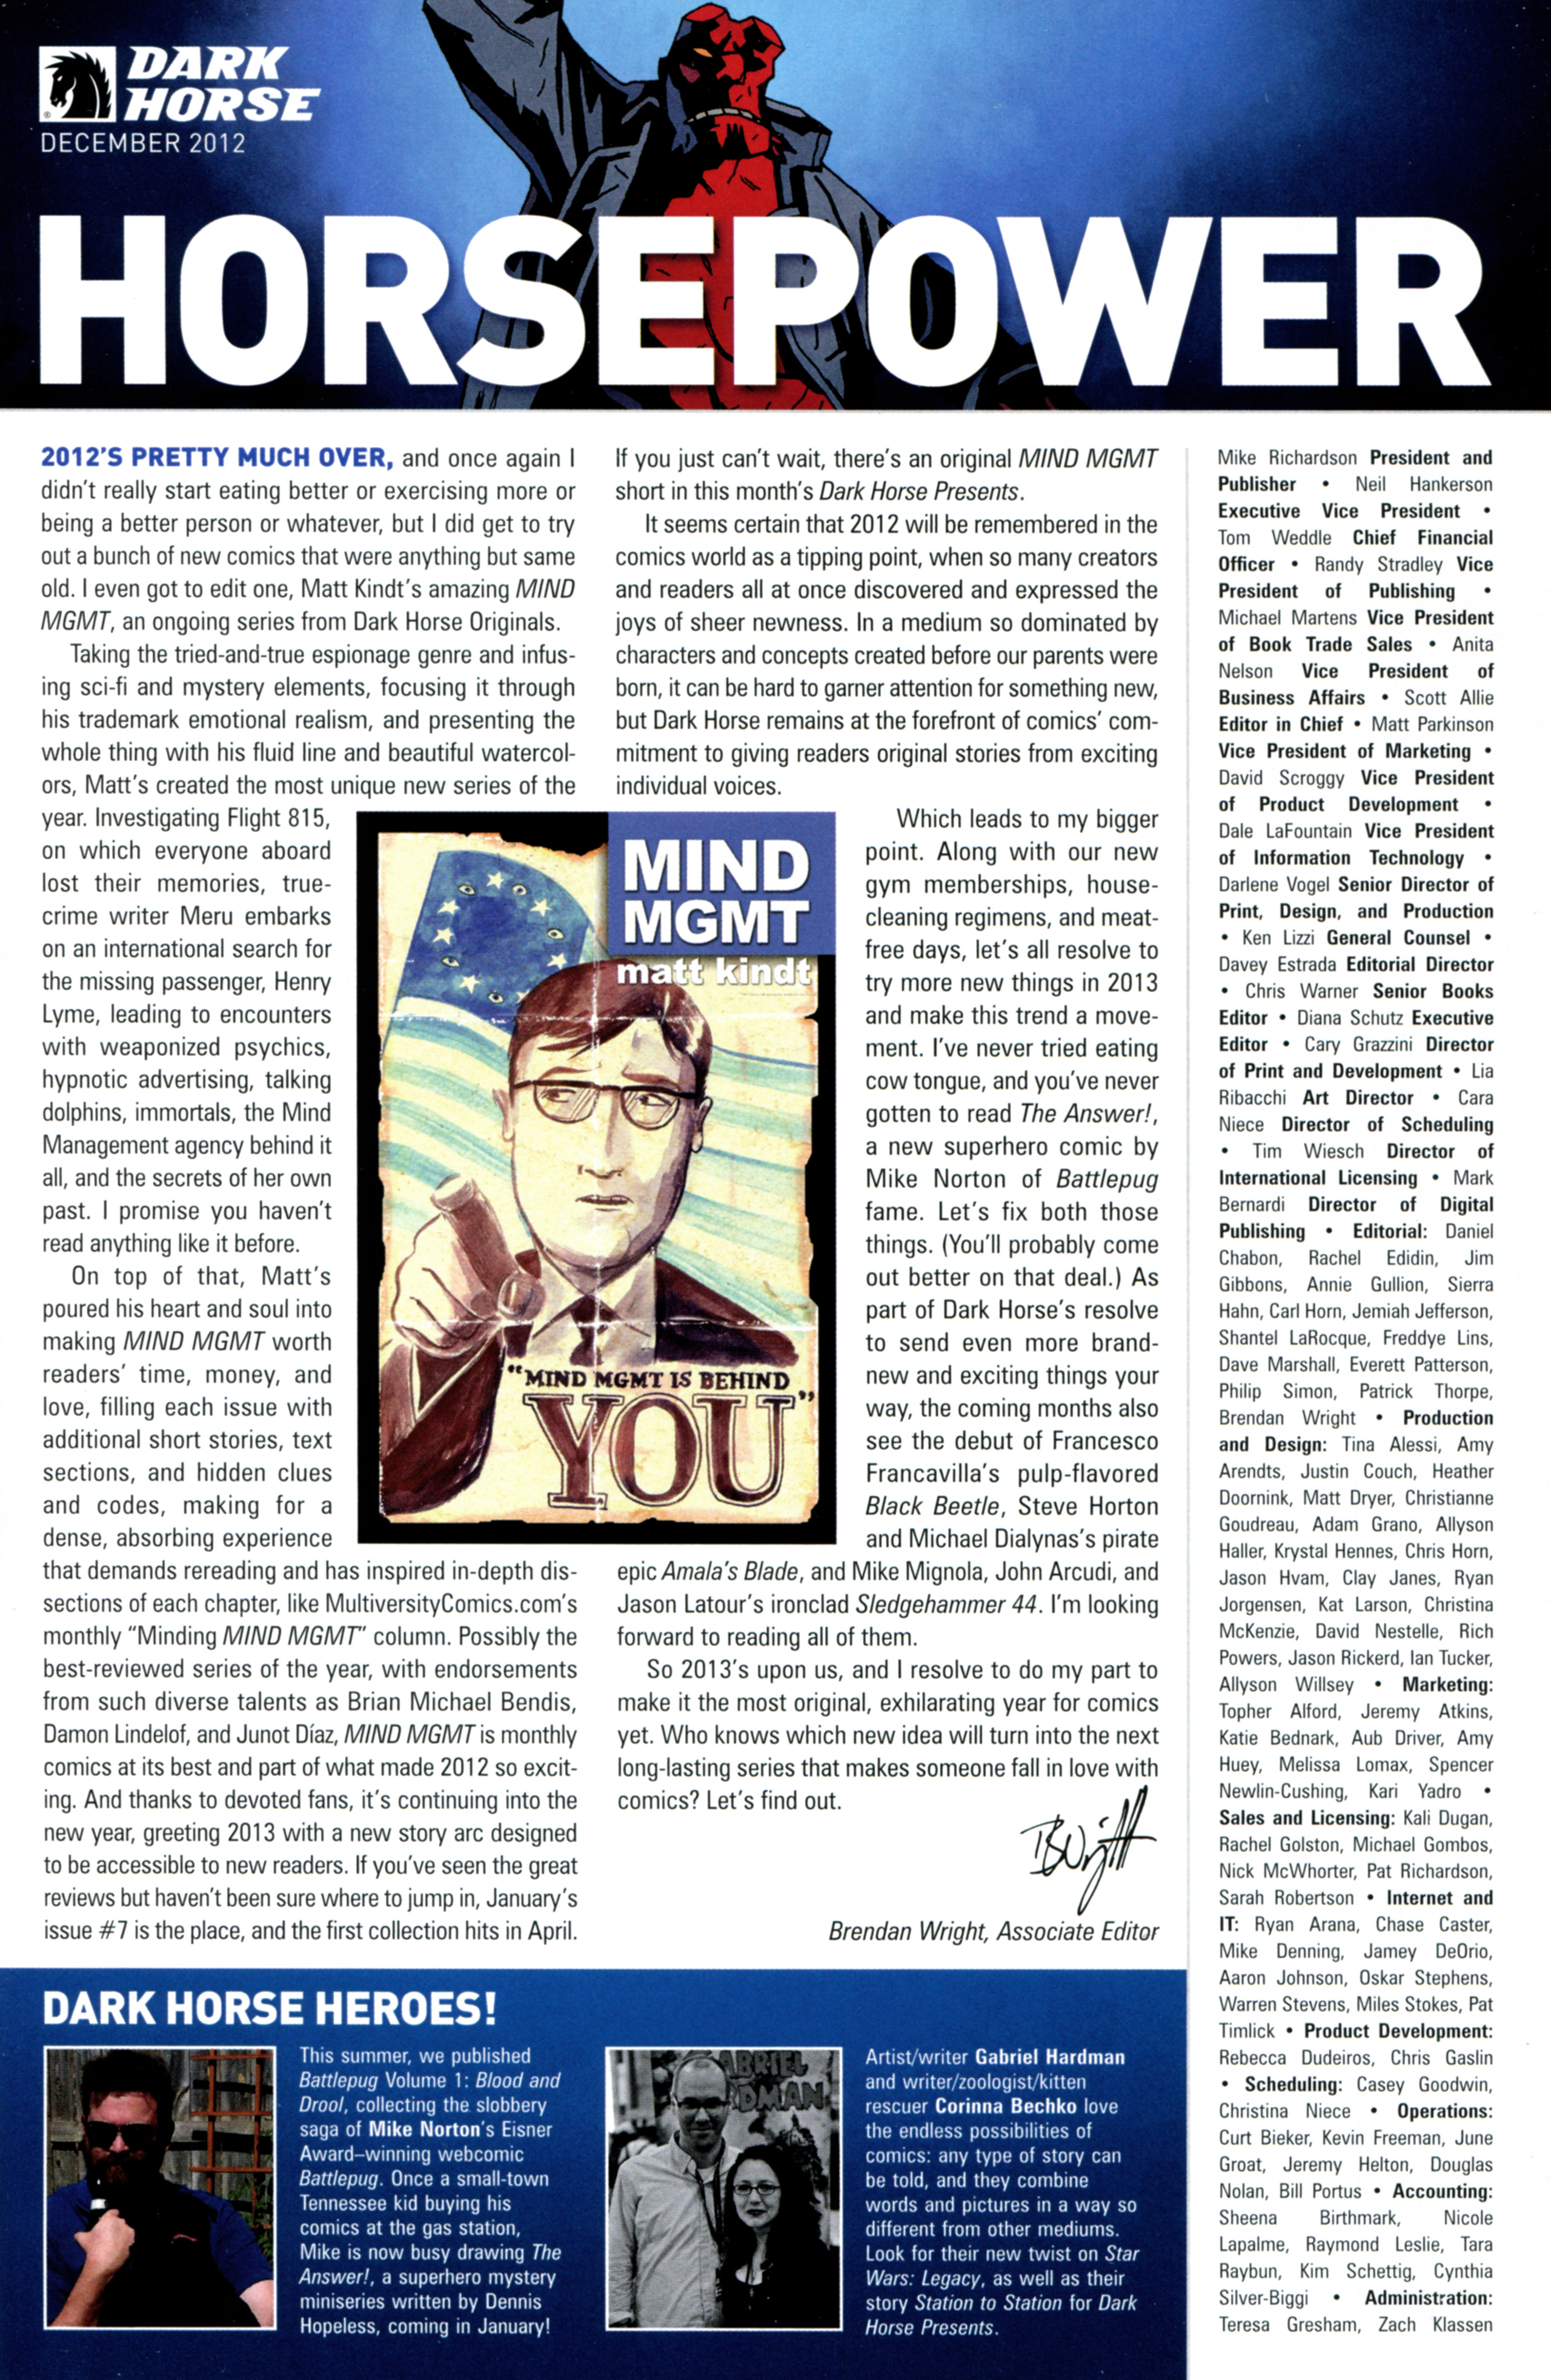 DARK
HORSE
DECEMBER 2012
HORSEPOWER
2012'S PRETTY MUCH OVER, and once again I
didn't really start eating better or exercising more or
being a better person or whatever, but I did get to try
out a bunch of new comics that were anything but same
old. I even got to edit one, Matt Kindt's amazing MIND
MGMT, an ongoing series from Dark Horse Originals.
Taking the tried-and-true espionage genre and infus-
ing sci-fi and mystery elements, focusing it through
his trademark emotional realism, and presenting the
whole thing with his fluid line and beautiful watercol-
ors, Matt's created the most unique new series of the
year. Investigating Flight 815,
on which everyone aboard
lost their memories, true-
crime writer Meru embarks
on an international search for
the missing passenger, Henry
Lyme, leading to encounters
with weaponized psychics,
hypnotic advertising, talking
dolphins, immortals, the Mind
Management agency behind it
all, and the secrets of her own
past. I promise you haven't
read anything like it before.
On top of that, Matt's
poured his heart and soul into
making MIND MGMT worth
readers' time, money, and
love, filling each issue with
additional short stories, text
sections, and hidden clues
and codes, making for a
dense, absorbing experience
that demands rereading and has inspired in-depth dis-
sections of each chapter, like MultiversityComics.com's
monthly "Minding MIND MGMT" column. Possibly the
best-reviewed series of the year, with endorsements
from such diverse talents as Brian Michael Bendis,
Damon Lindelof, and Junot Díaz, MIND MGMT is monthly
comics at its best and part of what made 2012 so excit-
ing. And thanks to devoted fans, it's continuing into the
new year, greeting 2013 with a new story arc designed
to be accessible to new readers. If you've seen the great
reviews but haven't been sure where to jump in, January's
issue #7 is the place, and the first collection hits in April.
MIND
MGMT
matt kindt
"MIND MGMT IS BEHIND
YOU"
If you just can't wait, there's an original MIND MGMT
short in this month's Dark Horse Presents.
It seems certain that 2012 will be remembered in the
comics world as a tipping point, when so many creators
and readers all at once discovered and expressed the
joys of sheer newness. In a medium so dominated by
characters and concepts created before our parents were
born, it can be hard to garner attention for something new,
but Dark Horse remains at the forefront of comics' com-
mitment to giving readers original stories from exciting
individual voices.
Which leads to my bigger
point. Along with our new
gym memberships, house-
cleaning regimens, and meat-
free days, let's all resolve to
try more new things in 2013
and make this trend a move-
ment. I've never tried eating
cow tongue, and you've never
gotten to read The Answer!,
a new superhero comic by
Mike Norton of Battlepug
fame. Let's fix both those
things. (You'll probably come
out better on that deal.) As
part of Dark Horse's resolve
to send even more brand-
new and exciting things your
way, the coming months also
see the debut of Francesco
Francavilla's pulp-flavored
Black Beetle, Steve Horton
and Michael Dialynas's pirate
epic Amala's Blade, and Mike Mignola, John Arcudi, and
Jason Latour's ironclad Sledgehammer 44. I'm looking
forward to reading all of them.
So 2013's upon us, and I resolve to do my part to
make it the most original, exhilarating year for comics
yet. Who knows which new idea will turn into the next
long-lasting series that makes someone fall in love with
comics? Let's find out.
BWright
Brendan Wright, Associate Editor
Mike Richardson President and
Publisher • Neil Hankerson
Executive Vice President •
Tom Weddle Chief Financial
Officer • Randy Stradley Vice
President of Publishing •
Michael Martens Vice President
of Book Trade Sales • Anita
Nelson Vice President of
Business Affairs • Scott Allie
Editor in Chief • Matt Parkinson
Vice President of Marketing •
David Scroggy Vice President
of Product Development •
Dale LaFountain Vice President
of Information Technology •
Darlene Vogel Senior Director of
Print, Design, and Production
• Ken Lizzi General Counsel •
Davey Estrada Editorial Director
• Chris Warner Senior Books
Editor • Diana Schutz Executive
Editor • Cary Grazzini Director
of Print and Development • Lia
Ribacchi Art Director • Cara
Niece Director of Scheduling
• Tim Wiesch Director of
International Licensing • Mark
Bernardi Director of Digital
Publishing • Editorial: Daniel
Chabon, Rachel Edidin, Jim
Gibbons, Annie Gullion, Sierra
Hahn, Carl Horn, Jemiah Jefferson,
Shantel LaRocque, Freddye Lins,
Dave Marshall, Everett Patterson,
Philip Simon, Patrick Thorpe,
Brendan Wright • Production
and Design: Tina Alessi, Amy
Arendts, Justin Couch, Heather
Doornink, Matt Dryer, Christianne
Goudreau, Adam Grano, Allyson
Haller, Krystal Hennes, Chris Horn,
Jason Hvam, Clay Janes, Ryan
Jorgensen, Kat Larson, Christina
McKenzie, David Nestelle, Rich
Powers, Jason Rickerd, Ian Tucker,
Allyson Willsey • Marketing:
Topher Alford, Jeremy Atkins,
Katie Bednark, Aub Driver, Amy
Huey, Melissa Lomax, Spencer
Newlin-Cushing, Kari Yadro •
Sales and Licensing: Kali Dugan,
Rachel Golston, Michael Gombos,
Nick McWhorter, Pat Richardson,
Sarah Robertson • Internet and
IT: Ryan Arana, Chase Caster,
Mike Denning, Jamey DeOrio,
Aaron Johnson, Oskar Stephens,
Warren Stevens, Miles Stokes, Pat
Timlick • Product Development:
Rebecca Dudeiros, Chris Gaslin
• Scheduling: Casey Goodwin,
Christina Niece • Operations:
Curt Bieker, Kevin Freeman, June
Groat, Jeremy Helton, Douglas
Nolan, Bill Portus • Accounting:
Sheena Birthmark, Nicole
Lapalme, Raymond Leslie, Tara
Raybun, Kim Schettig, Cynthia
Silver-Biggi • Administration:
Teresa Gresham, Zach Klassen
DARK HORSE HEROES!
This summer, we published
Battlepug Volume 1: Blood and
Drool, collecting the slobbery
saga of Mike Norton's Eisner
Award–winning webcomic
Battlepug. Once a small-town
Tennessee kid buying his
comics at the gas station,
Mike is now busy drawing The
Answer!, a superhero mystery
miniseries written by Dennis
Hopeless, coming in January!
ABRIEL
RDMAN
Artist/writer Gabriel Hardman
and writer/zoologist/kitten
rescuer Corinna Bechko love
the endless possibilities of
comics: any type of story can
be told, and they combine
words and pictures in a way so
different from other mediums.
Look for their new twist on Star
Wars: Legacy, as well as their
story Station to Station for Dark
Horse Presents.